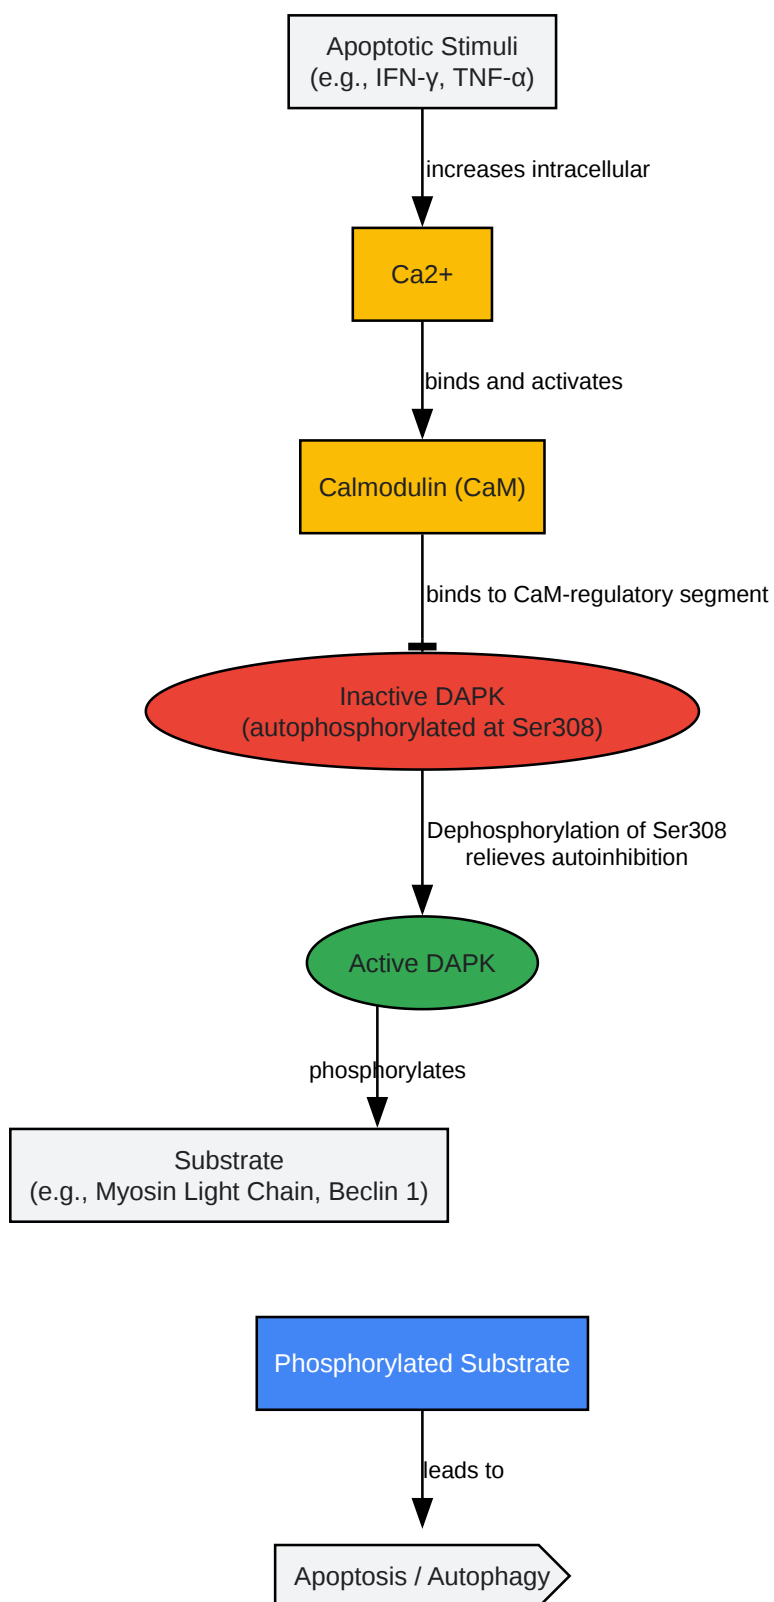 Apoptotic Stimuli
(e.g., IFN-γ, TNF-α)
increases intracellular
Ca2+
binds and activates
Calmodulin (CaM)
binds to CaM-regulatory segment
Inactive DAPK
(autophosphorylated at Ser308)
Dephosphorylation of Ser308
relieves autoinhibition
Active DAPK
phosphorylates
Substrate
(e.g., Myosin Light Chain, Beclin 1)
Phosphorylated Substrate
leads to
Apoptosis / Autophagy